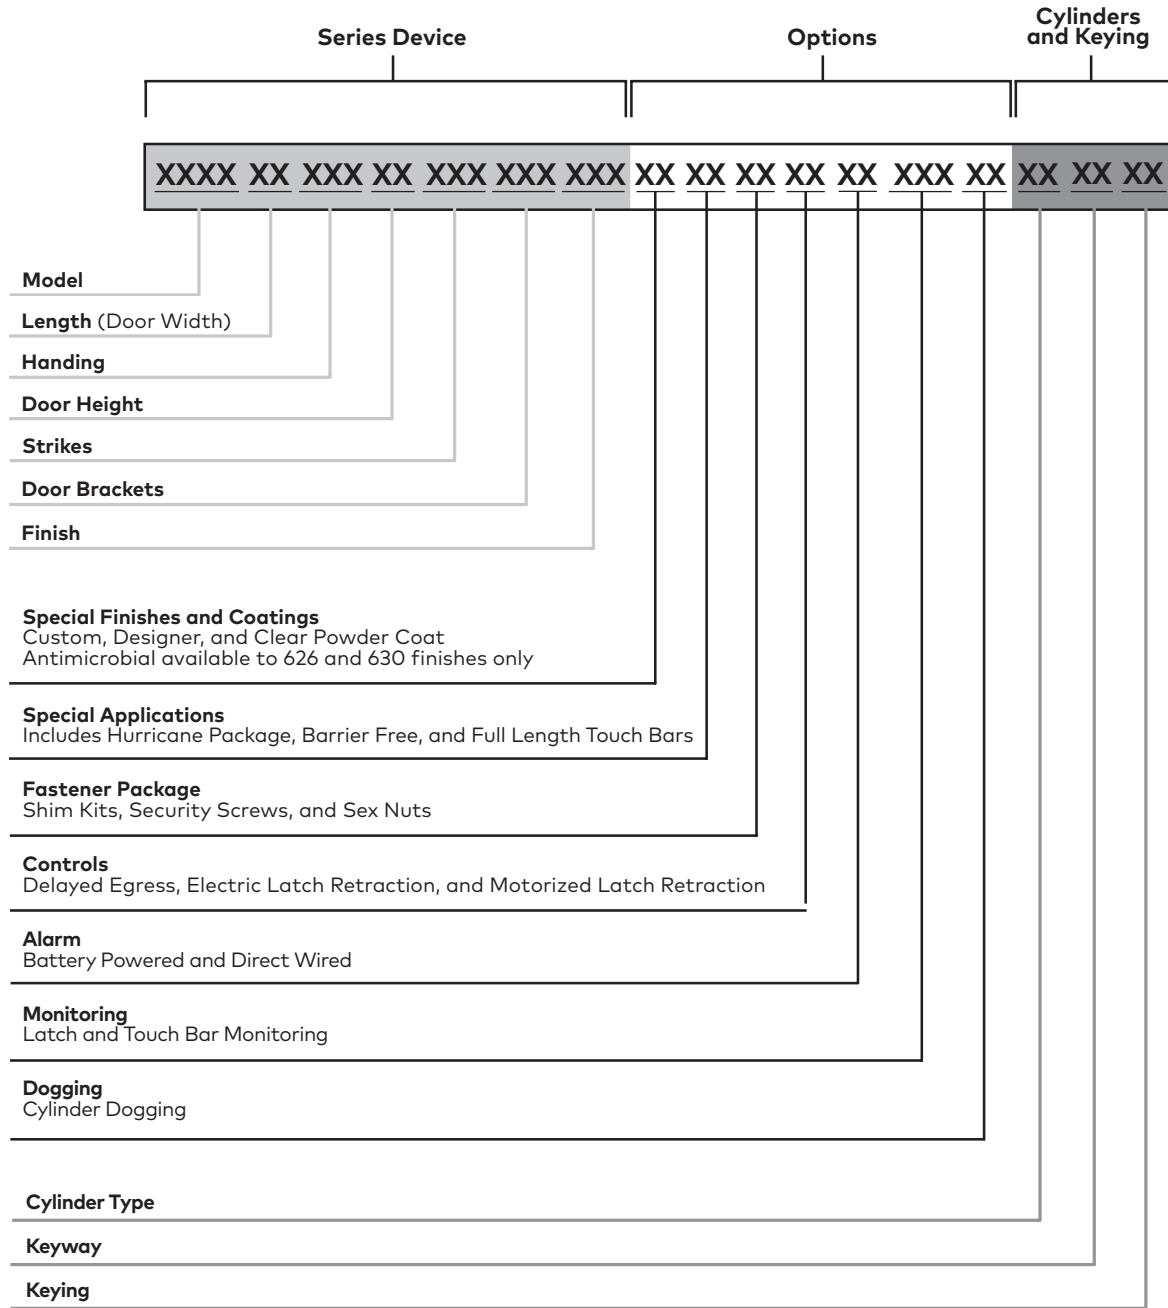 Series Device
Options
Cylinders
and Keying
XXXX XX XXX XX XXX XXX XXX XX XX XX XX XX XXX XX XX XX XX
Model
Length (Door Width)
Handing
Door Height
Strikes
Door Brackets
Finish
Special Finishes and Coatings
Custom, Designer, and Clear Powder Coat
Antimicrobial available to 626 and 630 finishes only
Special Applications
Includes Hurricane Package, Barrier Free, and Full Length Touch Bars
Fastener Package
Shim Kits, Security Screws, and Sex Nuts
Controls
Delayed Egress, Electric Latch Retraction, and Motorized Latch Retraction
Alarm
Battery Powered and Direct Wired
Monitoring
Latch and Touch Bar Monitoring
Dogging
Cylinder Dogging
Cylinder Type
Keyway
Keying